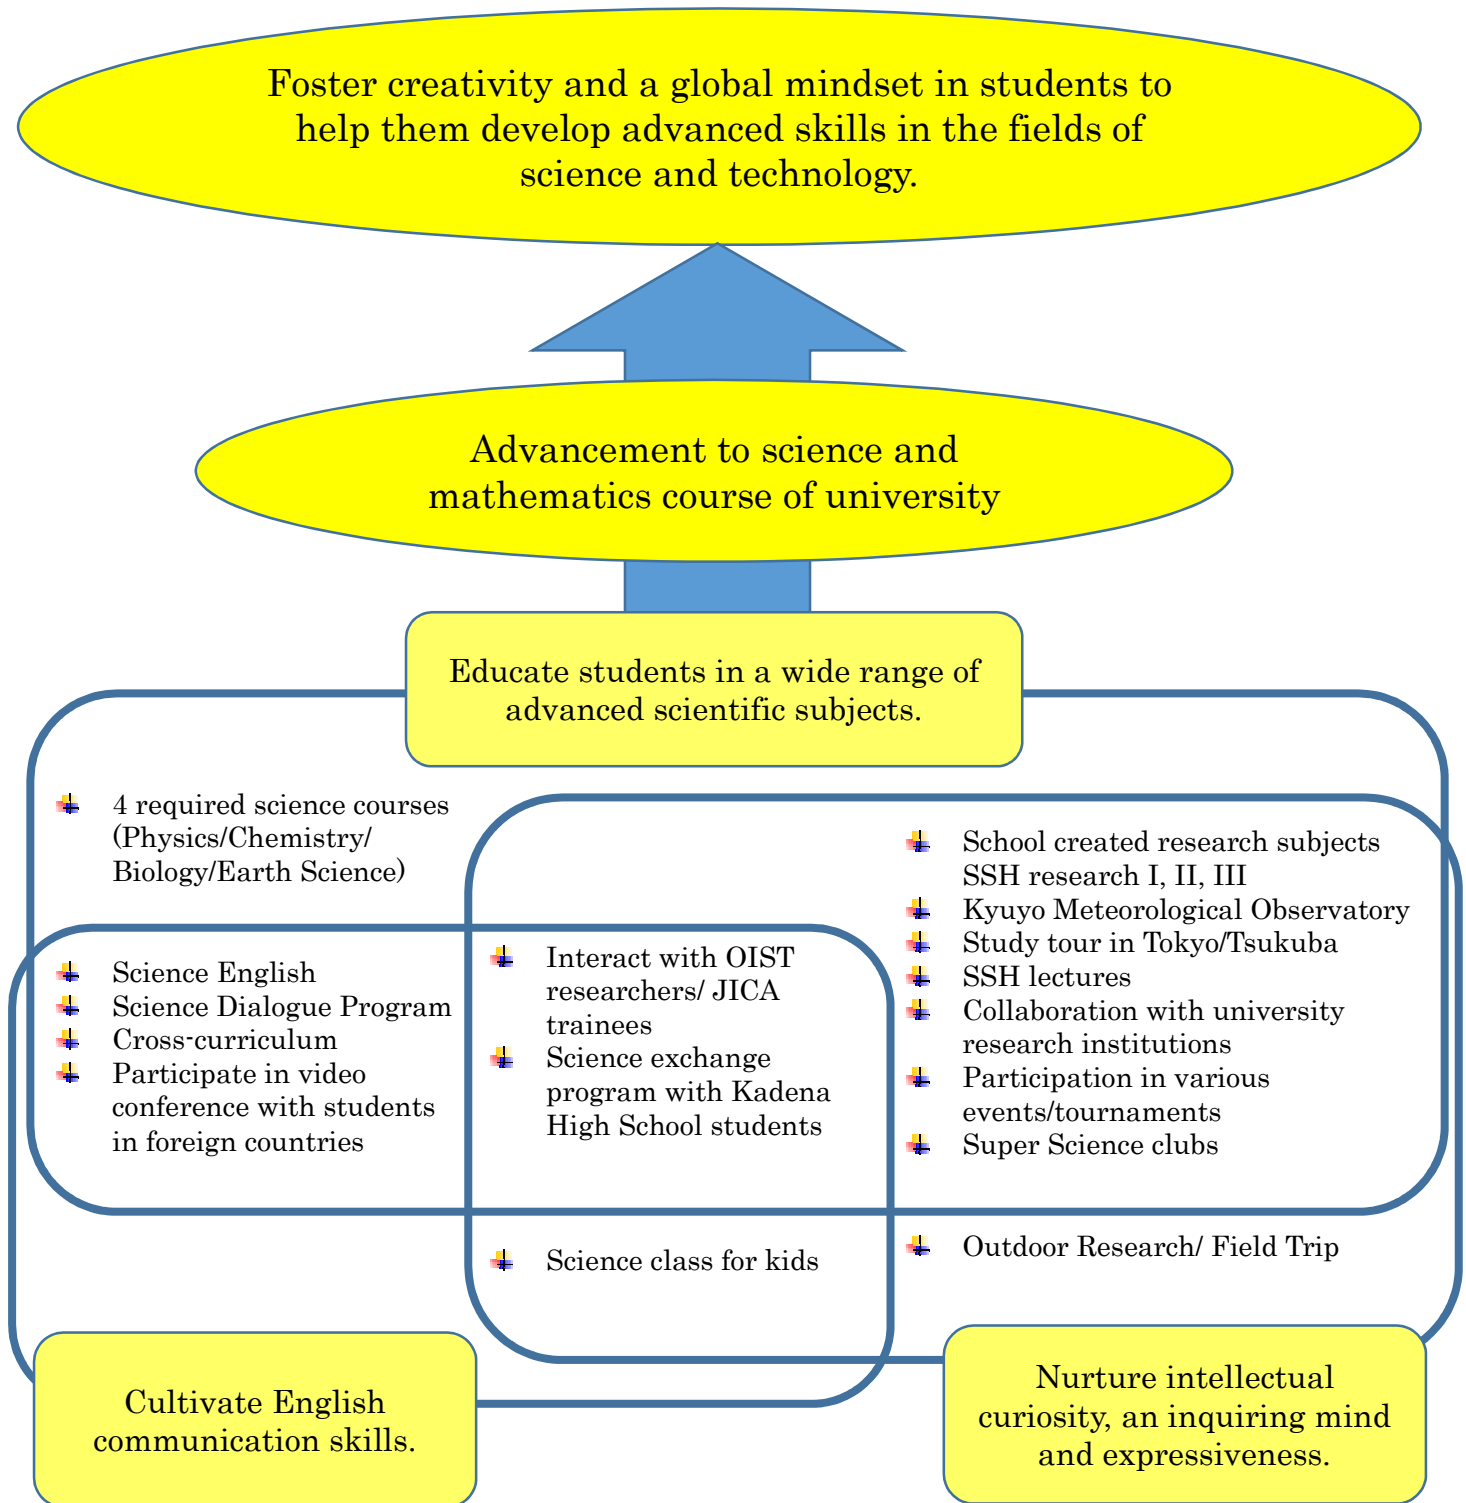 Foster creativity and a global mindset in students to
help them develop advanced skills in the fields of
science and technology.
Advancement to science and
mathematics course of university
Educate students in a wide range of
advanced scientific subjects.
4 required science courses
(Physics/Chemistry/
Biology/Earth Science)
Science English
Science Dialogue Program
Cross-curriculum
Participate in video
conference with students
in foreign countries
Interact with OIST
researchers/ JICA
trainees
Science exchange
program with Kadena
High School students
School created research subjects
SSH research I, II, III
Kyuyo Meteorological Observatory
Study tour in Tokyo/Tsukuba
SSH lectures
Collaboration with university
research institutions
Participation in various
events/tournaments
Super Science clubs
Science class for kids
Outdoor Research/ Field Trip
Cultivate English
communication skills.
Nurture intellectual
curiosity, an inquiring mind
and expressiveness.